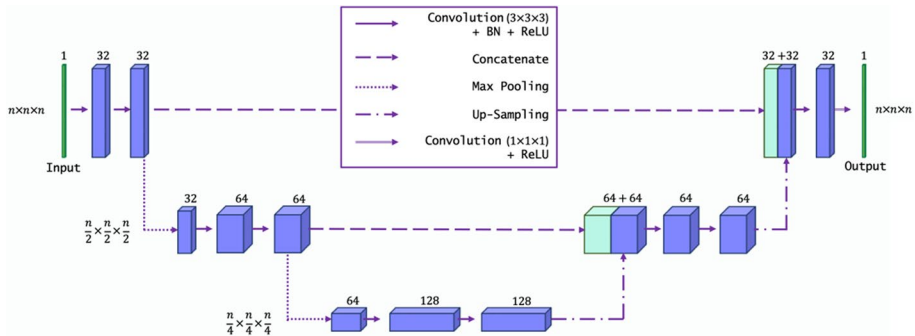 Convolution (3×3×3)
+ BN + ReLU
Concatenate
Max Pooling
Up-Sampling
Convolution (1×1×1)
+ ReLU
1 32 32 32 +32 32 1
n×n×n n×n×n
Input Output
32 64 64 64 + 64 64 64
n/2 × n/2 × n/2
64 128 128
n/4 × n/4 × n/4